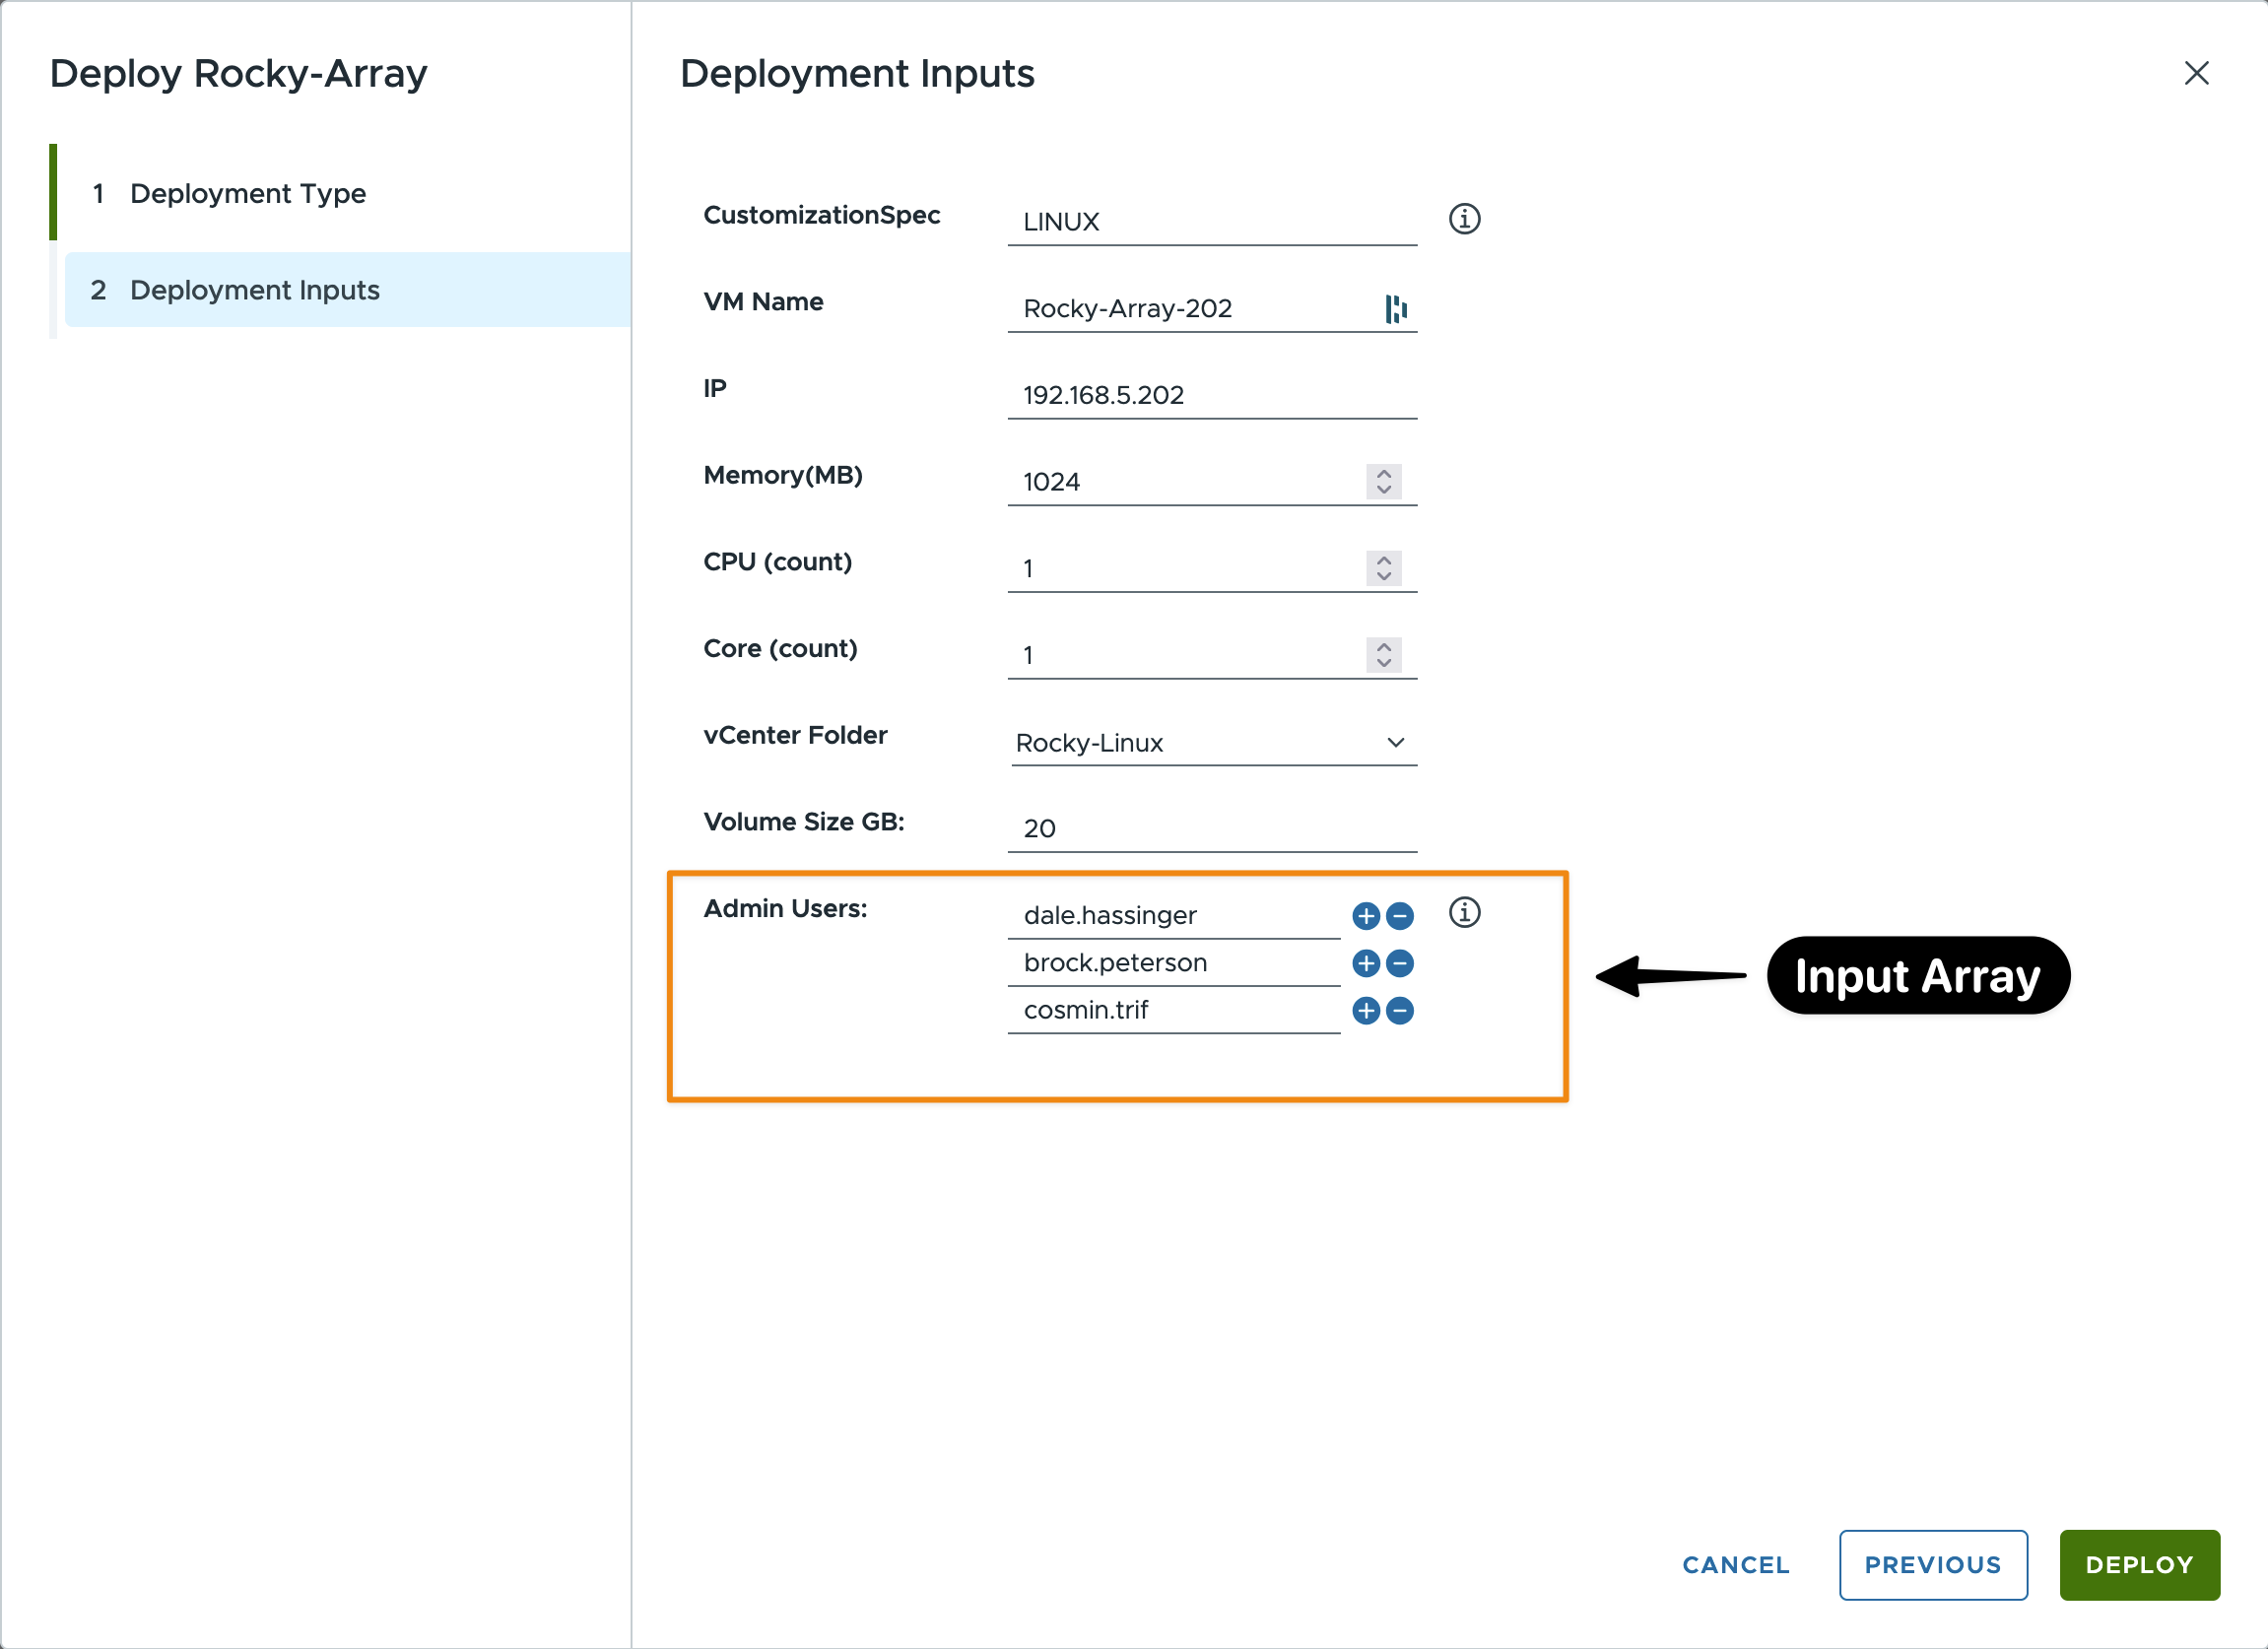 Deploy Rocky-Array
1 Deployment Type
2 Deployment Inputs
Deployment Inputs
CustomizationSpec LINUX
VM Name Rocky-Array-202
IP 192.168.5.202
Memory(MB) 1024
CPU (count) 1
Core (count) 1
vCenter Folder Rocky-Linux
Volume Size GB: 20
Admin Users: dale.hassinger
brock.peterson
cosmin.trif
Input Array
CANCEL PREVIOUS DEPLOY